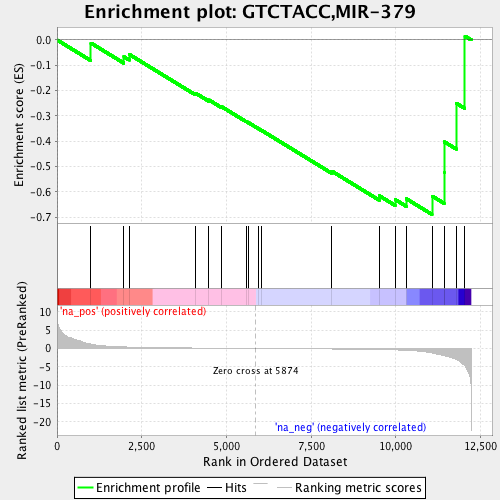 Enrichment plot: GTCTACC,MIR-379
Enrichment score (ES)
0.0
-0.1
-0.2
-0.3
-0.4
-0.5
-0.6
-0.7
'na_pos' (positively correlated)
Ranked list metric (PreRanked)
10
5
0
-5
-10
-15
-20
Zero cross at 5874
'na_neg' (negatively correlated)
0
2,500
5,000
7,500
10,000
12,500
Rank in Ordered Dataset
Enrichment profile
Hits
Ranking metric scores